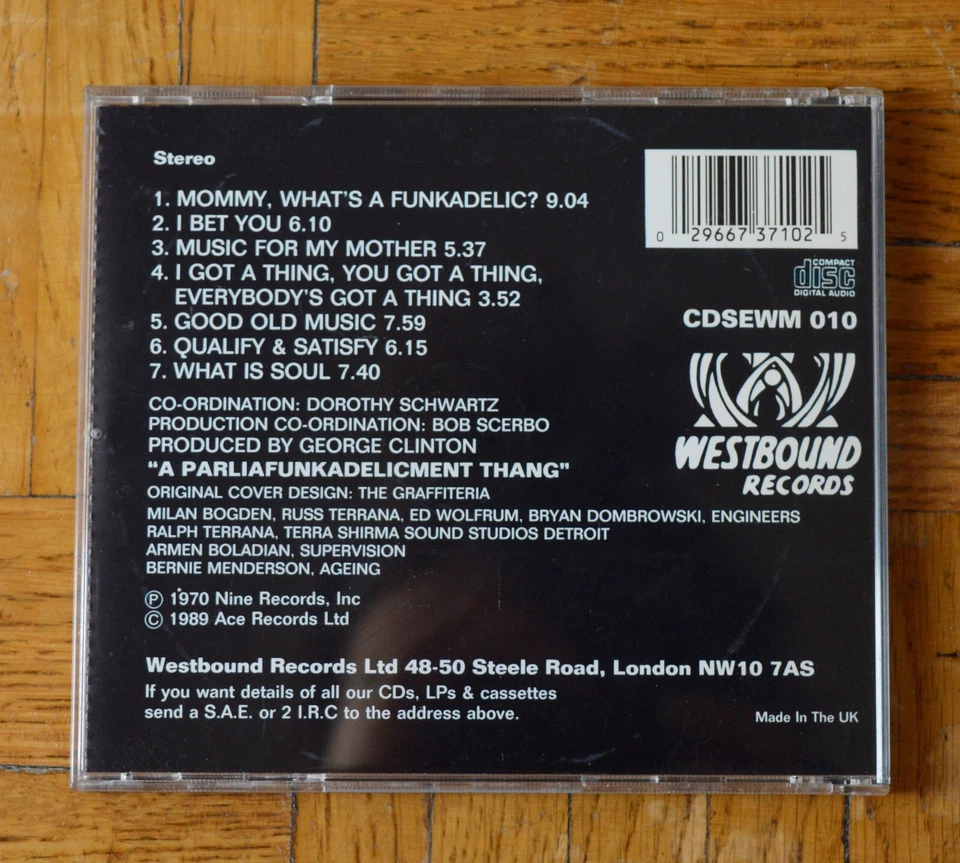 Stereo
1. MOMMY, WHAT'S A FUNKADELIC? 9.04
2. I BET YOU 6.10
3. MUSIC FOR MY MOTHER 5.37
4. I GOT A THING, YOU GOT A THING,
EVERYBODY'S GOT A THING 3.52
5. GOOD OLD MUSIC 7.59
6. QUALIFY & SATISFY 6.15
7. WHAT IS SOUL 7.40
0 29667 37102 5
COMPACT
disc
DIGITAL AUDIO
CDSEWM 010
WESTBOUND
RECORDS
CO-ORDINATION: DOROTHY SCHWARTZ
PRODUCTION CO-ORDINATION: BOB SCERBO
PRODUCED BY GEORGE CLINTON
"A PARLIAFUNKADELICMENT THANG"
ORIGINAL COVER DESIGN: THE GRAFFITERIA
MILAN BOGDEN, RUSS TERRANA, ED WOLFRUM, BRYAN DOMBROWSKI, ENGINEERS
RALPH TERRANA, TERRA SHIRMA SOUND STUDIOS DETROIT
ARMEN BOLADIAN, SUPERVISION
BERNIE MENDERSON, AGEING
℗ 1970 Nine Records, Inc
© 1989 Ace Records Ltd
Westbound Records Ltd 48-50 Steele Road, London NW10 7AS
If you want details of all our CDs, LPs & cassettes
send a S.A.E. or 2 I.R.C to the address above.
Made In The UK